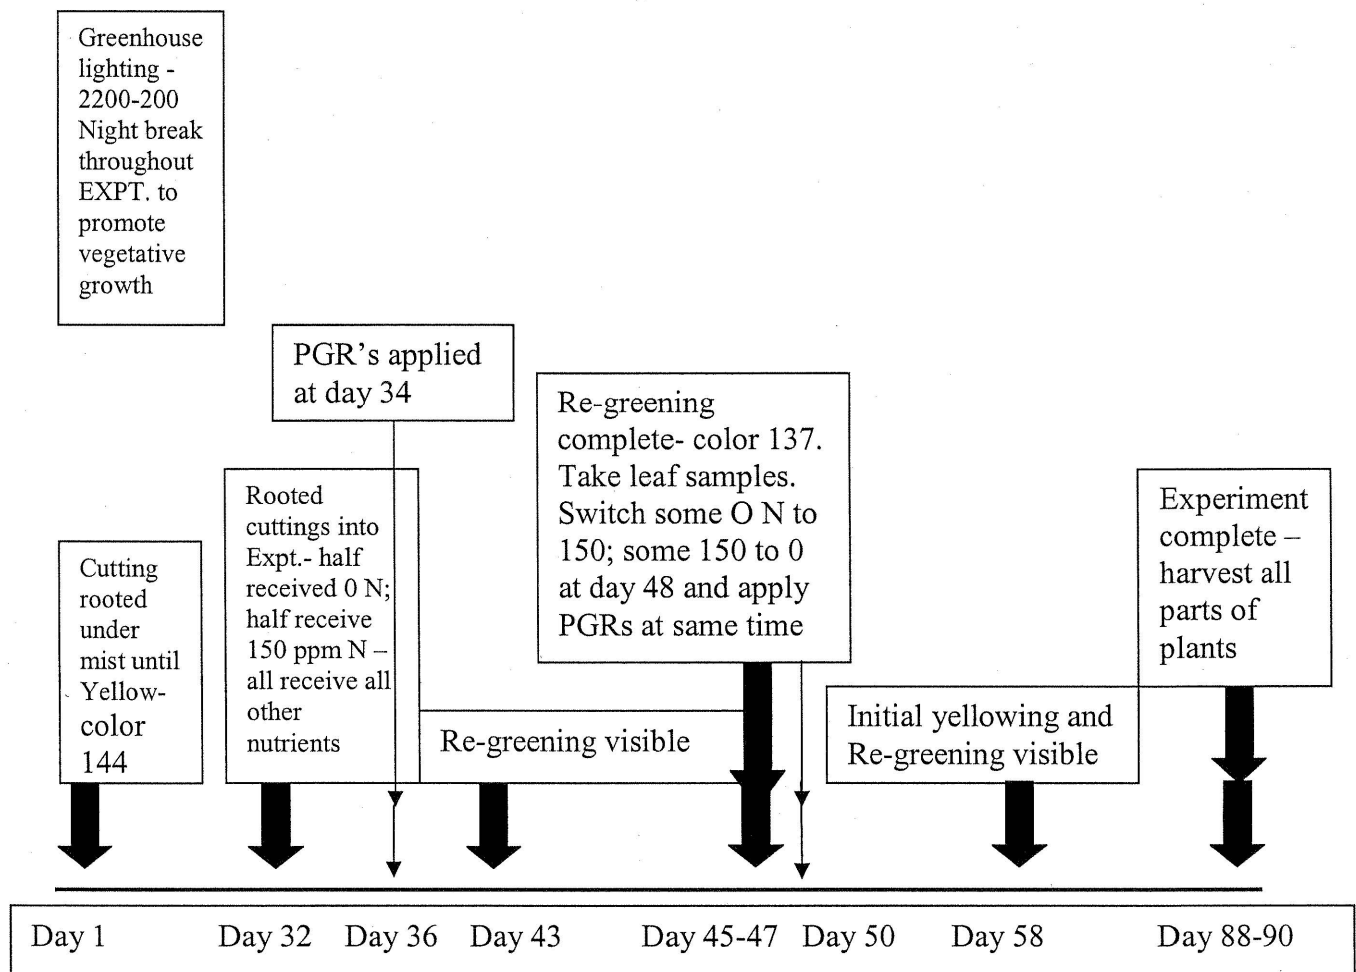 Greenhouse
lighting -
2200-200
Night break
throughout
EXPT. to
promote
vegetative
growth
PGR’s applied
at day 34
Re-greening
complete- color 137.
Take leaf samples.
Switch some O N to
150; some 150 to 0
at day 48 and apply
PGRs at same time
Rooted
cuttings into
Expt.- half
received 0 N;
half receive
150 ppm N –
all receive all
other
nutrients
Experiment
complete –
harvest all
parts of
plants
Cutting
rooted
under
mist until
Yellow-
color
144
Re-greening visible
Initial yellowing and
Re-greening visible
Day 1 Day 32 Day 36 Day 43 Day 45-47 Day 50 Day 58 Day 88-90